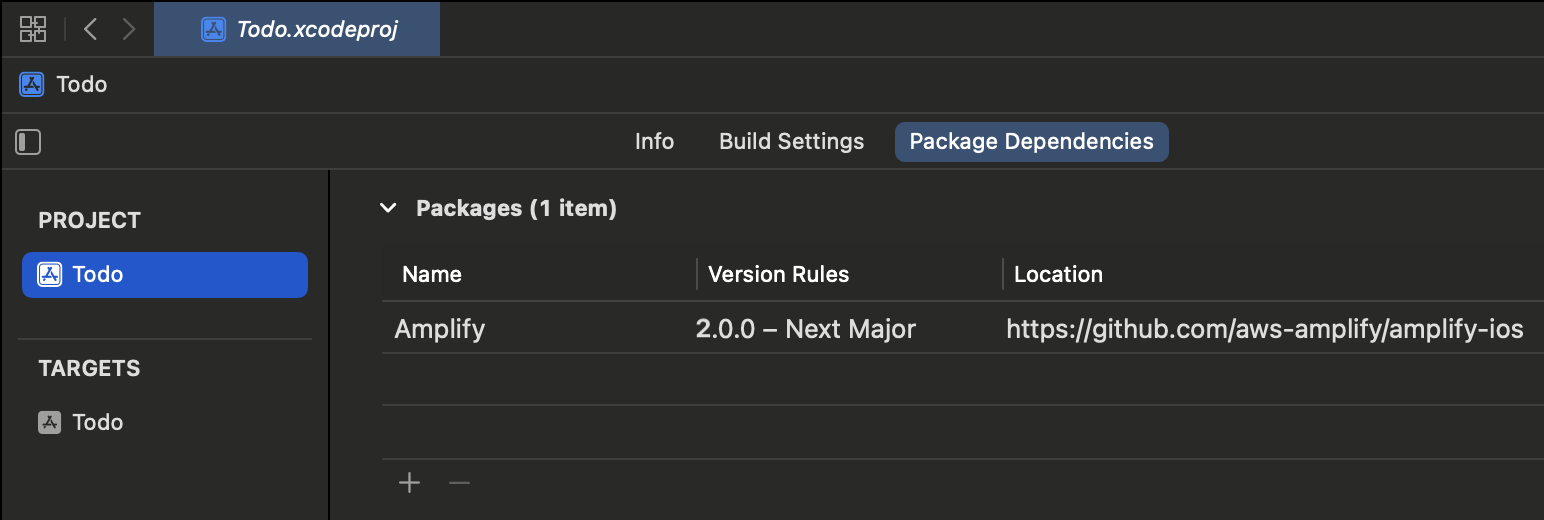 Todo.xcodeproj
Todo
Info Build Settings Package Dependencies
PROJECT
Todo
TARGETS
Todo
Packages (1 item)
Name Version Rules Location
Amplify 2.0.0 – Next Major https://github.com/aws-amplify/amplify-ios